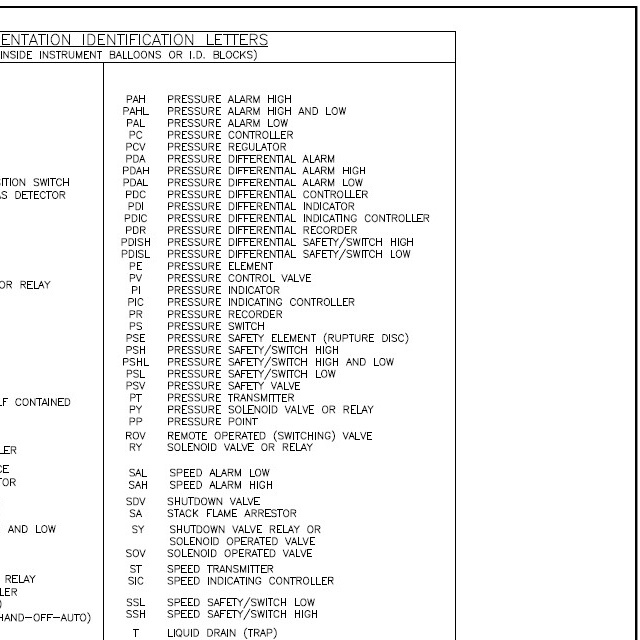 ENTATION IDENTIFICATION LETTERS
INSIDE INSTRUMENT BALLOONS OR I.D. BLOCKS)
ITION SWITCH
AS DETECTOR
OR RELAY
LF CONTAINED
LER
CE
TOR
AND LOW
RELAY
LER
)
HAND-OFF-AUTO)
PAH PRESSURE ALARM HIGH
PAHL PRESSURE ALARM HIGH AND LOW
PAL PRESSURE ALARM LOW
PC PRESSURE CONTROLLER
PCV PRESSURE REGULATOR
PDA PRESSURE DIFFERENTIAL ALARM
PDAH PRESSURE DIFFERENTIAL ALARM HIGH
PDAL PRESSURE DIFFERENTIAL ALARM LOW
PDC PRESSURE DIFFERENTIAL CONTROLLER
PDI PRESSURE DIFFERENTIAL INDICATOR
PDIC PRESSURE DIFFERENTIAL INDICATING CONTROLLER
PDR PRESSURE DIFFERENTIAL RECORDER
PDISH PRESSURE DIFFERENTIAL SAFETY/SWITCH HIGH
PDISL PRESSURE DIFFERENTIAL SAFETY/SWITCH LOW
PE PRESSURE ELEMENT
PV PRESSURE CONTROL VALVE
PI PRESSURE INDICATOR
PIC PRESSURE INDICATING CONTROLLER
PR PRESSURE RECORDER
PS PRESSURE SWITCH
PSE PRESSURE SAFETY ELEMENT (RUPTURE DISC)
PSH PRESSURE SAFETY/SWITCH HIGH
PSHL PRESSURE SAFETY/SWITCH HIGH AND LOW
PSL PRESSURE SAFETY/SWITCH LOW
PSV PRESSURE SAFETY VALVE
PT PRESSURE TRANSMITTER
PY PRESSURE SOLENOID VALVE OR RELAY
PP PRESSURE POINT
ROV REMOTE OPERATED (SWITCHING) VALVE
RY SOLENOID VALVE OR RELAY
SAL SPEED ALARM LOW
SAH SPEED ALARM HIGH
SDV SHUTDOWN VALVE
SA STACK FLAME ARRESTOR
SY SHUTDOWN VALVE RELAY OR
SOLENOID OPERATED VALVE
SOV SOLENOID OPERATED VALVE
ST SPEED TRANSMITTER
SIC SPEED INDICATING CONTROLLER
SSL SPEED SAFETY/SWITCH LOW
SSH SPEED SAFETY/SWITCH HIGH
T LIQUID DRAIN (TRAP)